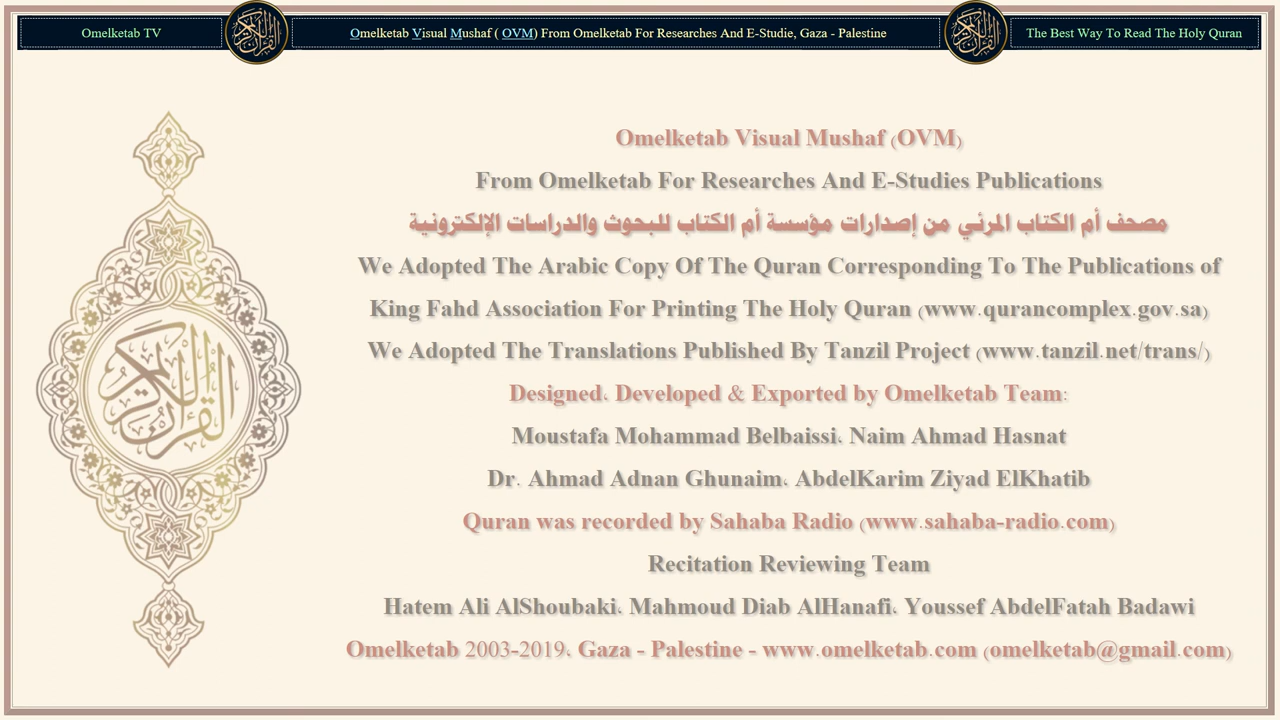 Omelketab TV
Omelketab Visual Mushaf ( OVM) From Omelketab For Researches And E-Studie, Gaza - Palestine
The Best Way To Read The Holy Quran
Omelketab Visual Mushaf (OVM)
From Omelketab For Researches And E-Studies Publications
مصحف أم الكتاب المرئي من إصدارات مؤسسة أم الكتاب للبحوث والدراسات الإلكترونية
We Adopted The Arabic Copy Of The Quran Corresponding To The Publications of
King Fahd Association For Printing The Holy Quran (www.qurancomplex.gov.sa)
We Adopted The Translations Published By Tanzil Project (www.tanzil.net/trans/)
Designed، Developed & Exported by Omelketab Team:
Moustafa Mohammad Belbaissi، Naim Ahmad Hasnat
Dr. Ahmad Adnan Ghunaim، AbdelKarim Ziyad ElKhatib
Quran was recorded by Sahaba Radio (www.sahaba-radio.com)
Recitation Reviewing Team
Hatem Ali AlShoubaki، Mahmoud Diab AlHanafi، Youssef AbdelFatah Badawi
Omelketab 2003-2019، Gaza - Palestine - www.omelketab.com (omelketab@gmail.com)
القرآن الكريم